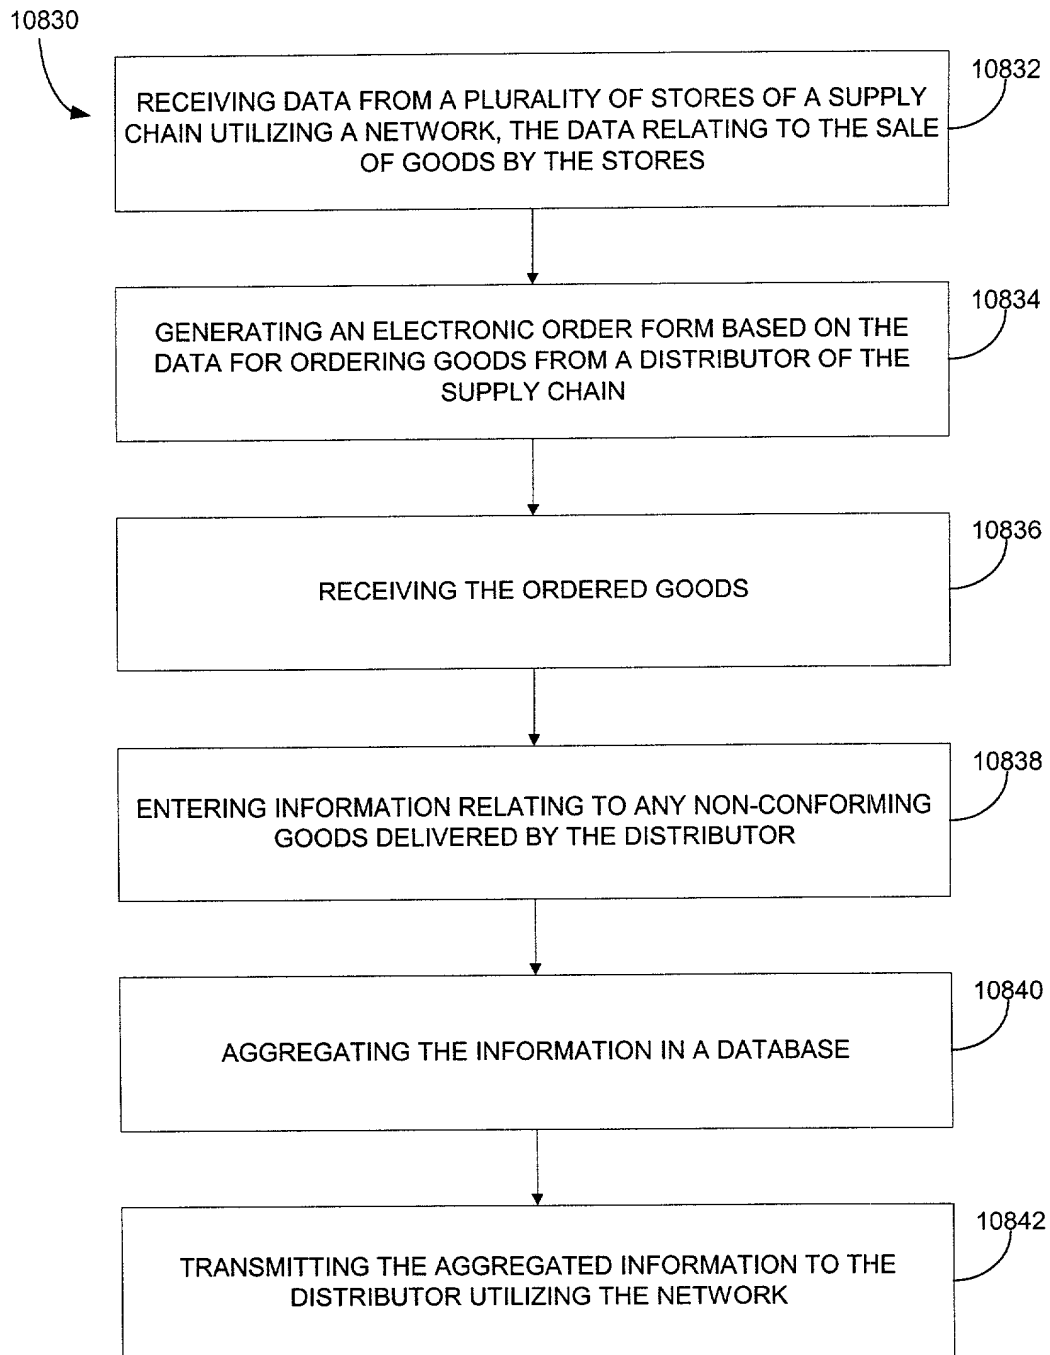 10830
10832
RECEIVING DATA FROM A PLURALITY OF STORES OF A SUPPLY
CHAIN UTILIZING A NETWORK, THE DATA RELATING TO THE SALE
OF GOODS BY THE STORES
10834
GENERATING AN ELECTRONIC ORDER FORM BASED ON THE
DATA FOR ORDERING GOODS FROM A DISTRIBUTOR OF THE
SUPPLY CHAIN
10836
RECEIVING THE ORDERED GOODS
10838
ENTERING INFORMATION RELATING TO ANY NON-CONFORMING
GOODS DELIVERED BY THE DISTRIBUTOR
10840
AGGREGATING THE INFORMATION IN A DATABASE
10842
TRANSMITTING THE AGGREGATED INFORMATION TO THE
DISTRIBUTOR UTILIZING THE NETWORK